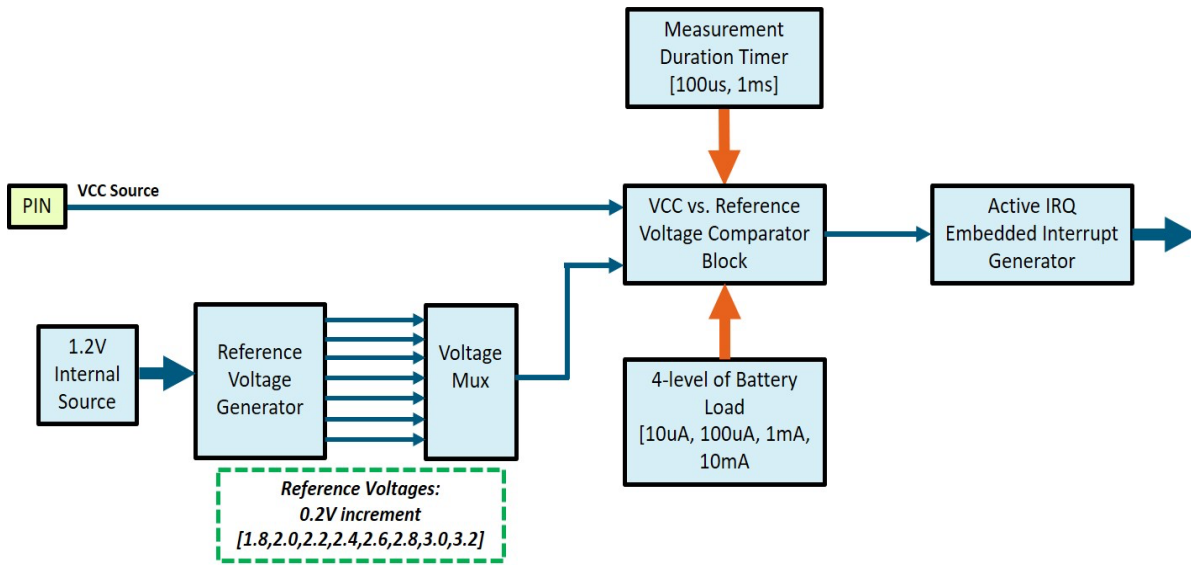 Measurement
Duration Timer
[100us, 1ms]
VCC Source
PIN
VCC vs. Reference
Voltage Comparator
Block
Active IRQ
Embedded Interrupt
Generator
1.2V
Internal
Source
Reference
Voltage
Generator
Voltage
Mux
4-level of Battery
Load
[10uA, 100uA, 1mA,
10mA
Reference Voltages:
0.2V increment
[1.8,2.0,2.2,2.4,2.6,2.8,3.0,3.2]